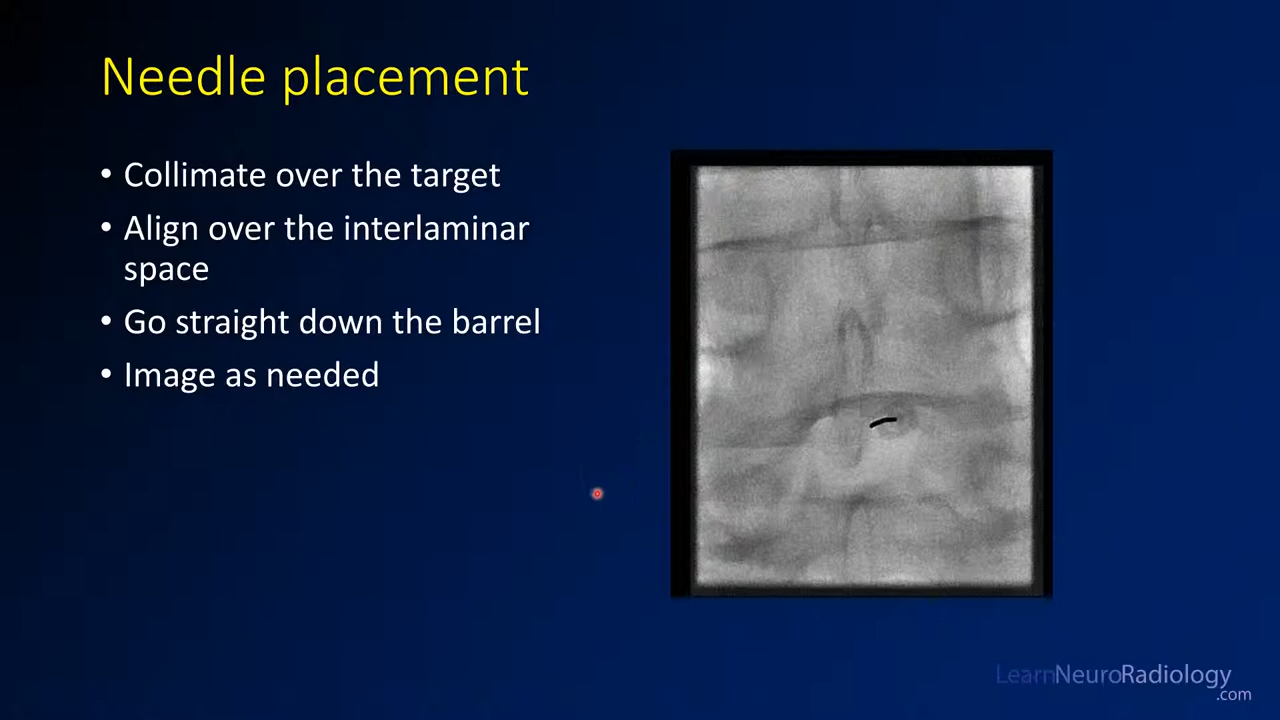 Needle placement
• Collimate over the target
• Align over the interlaminar
space
• Go straight down the barrel
• Image as needed
LearnNeuroRadiology
.com